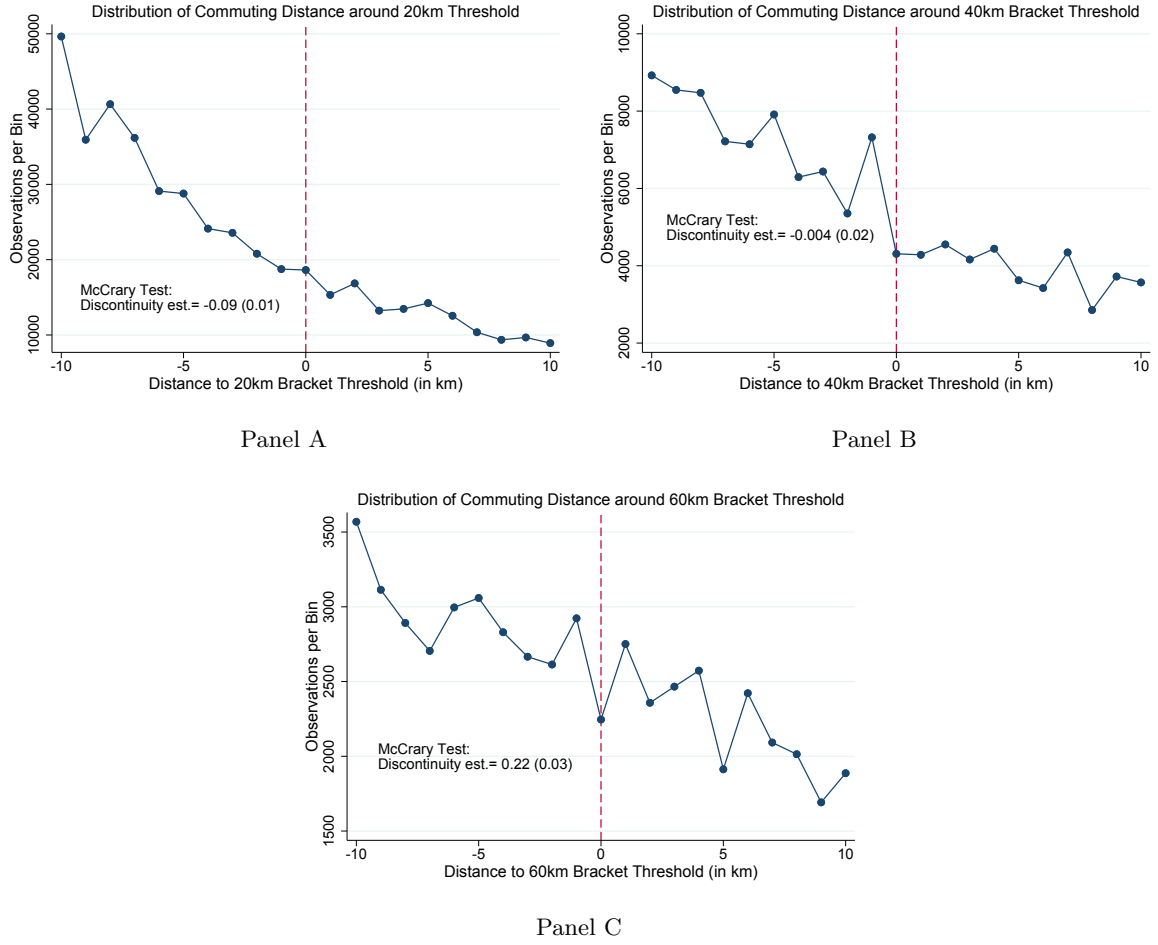 Distribution of Commuting Distance around 20km Threshold
Observations per Bin
50000
40000
30000
20000
10000
McCrary Test:
Discontinuity est.= -0.09 (0.01)
-10
-5
0
5
10
Distance to 20km Bracket Threshold (in km)
Panel A
Distribution of Commuting Distance around 40km Bracket Threshold
Observations per Bin
10000
8000
6000
4000
2000
McCrary Test:
Discontinuity est.= -0.004 (0.02)
-10
-5
0
5
10
Distance to 40km Bracket Threshold (in km)
Panel B
Distribution of Commuting Distance around 60km Bracket Threshold
Observations per Bin
3500
3000
2500
2000
1500
McCrary Test:
Discontinuity est.= 0.22 (0.03)
-10
-5
0
5
10
Distance to 60km Bracket Threshold (in km)
Panel C